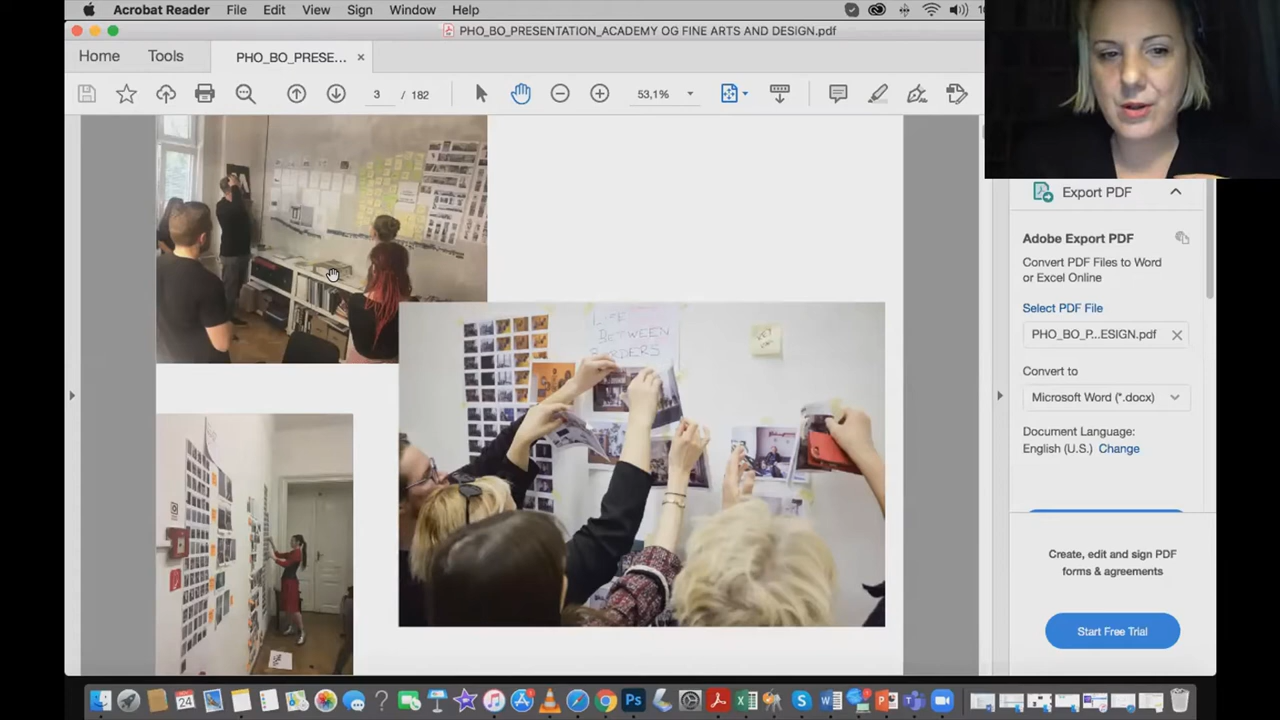 Acrobat Reader File Edit View Sign Window Help
PHO_BO_PRESENTATION_ACADEMY OG FINE ARTS AND DESIGN.pdf
Home Tools PHO_BO_PRESE... ×
3 / 182 53,1%
Export PDF
Adobe Export PDF
Convert PDF Files to Word
or Excel Online
Select PDF File
PHO_BO_P...ESIGN.pdf
Convert to
Microsoft Word (*.docx)
Document Language:
English (U.S.) Change
LIFE
BETWEEN
BORDERS
Create, edit and sign PDF
forms & agreements
Start Free Trial
24